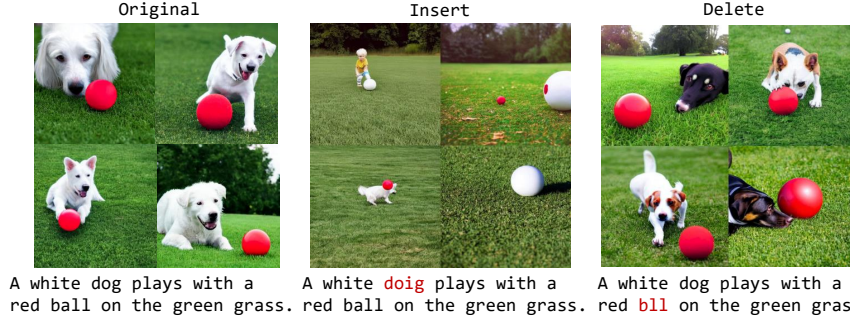 Original Insert Delete
A white dog plays with a
red ball on the green grass.
A white doig plays with a
red ball on the green grass.
A white dog plays with a
red bll on the green gras